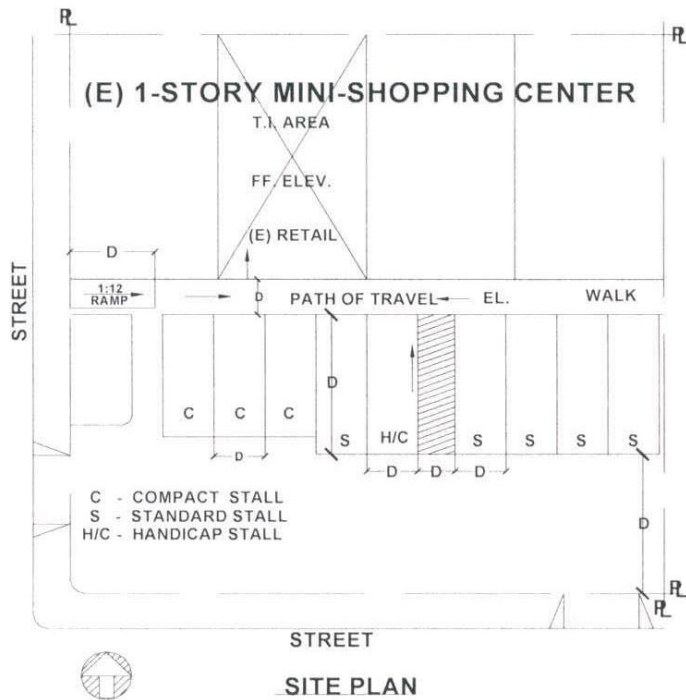 PL
PL
(E) 1-STORY MINI-SHOPPING CENTER
T.I. AREA
FF. ELEV.
(E) RETAIL
D
1:12
RAMP
D
PATH OF TRAVEL
EL.
WALK
STREET
D
C
C
C
S
H/C
S
S
S
S
D
D
D
D
C - COMPACT STALL
S - STANDARD STALL
H/C - HANDICAP STALL
D
PL
PL
STREET
SITE PLAN